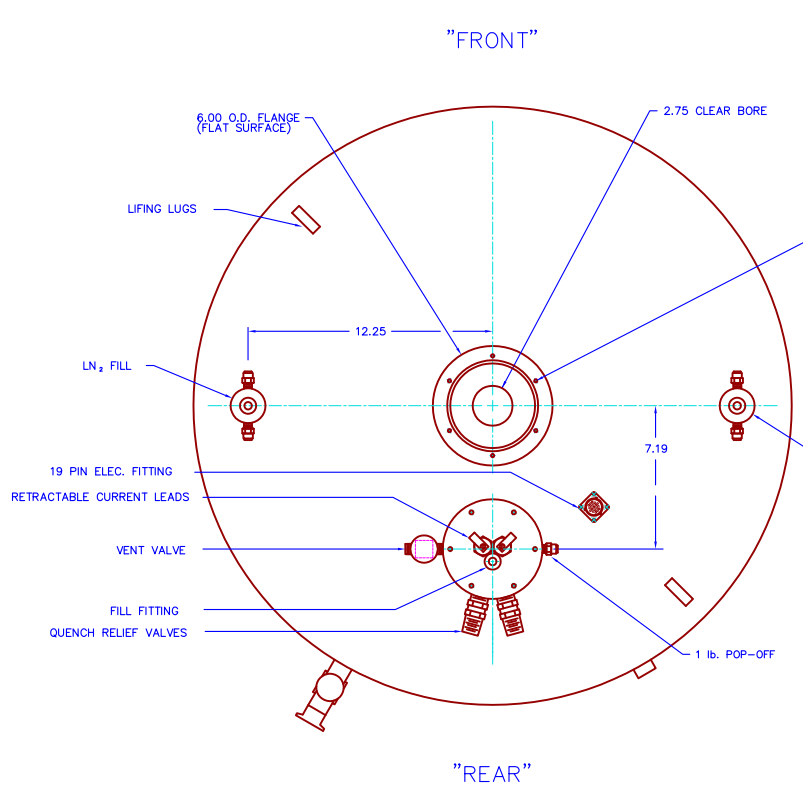 "FRONT"
6.00 O.D. FLANGE
(FLAT SURFACE)
2.75 CLEAR BORE
LIFING LUGS
12.25
LN₂ FILL
7.19
19 PIN ELEC. FITTING
RETRACTABLE CURRENT LEADS
VENT VALVE
FILL FITTING
QUENCH RELIEF VALVES
1 lb. POP-OFF
"REAR"